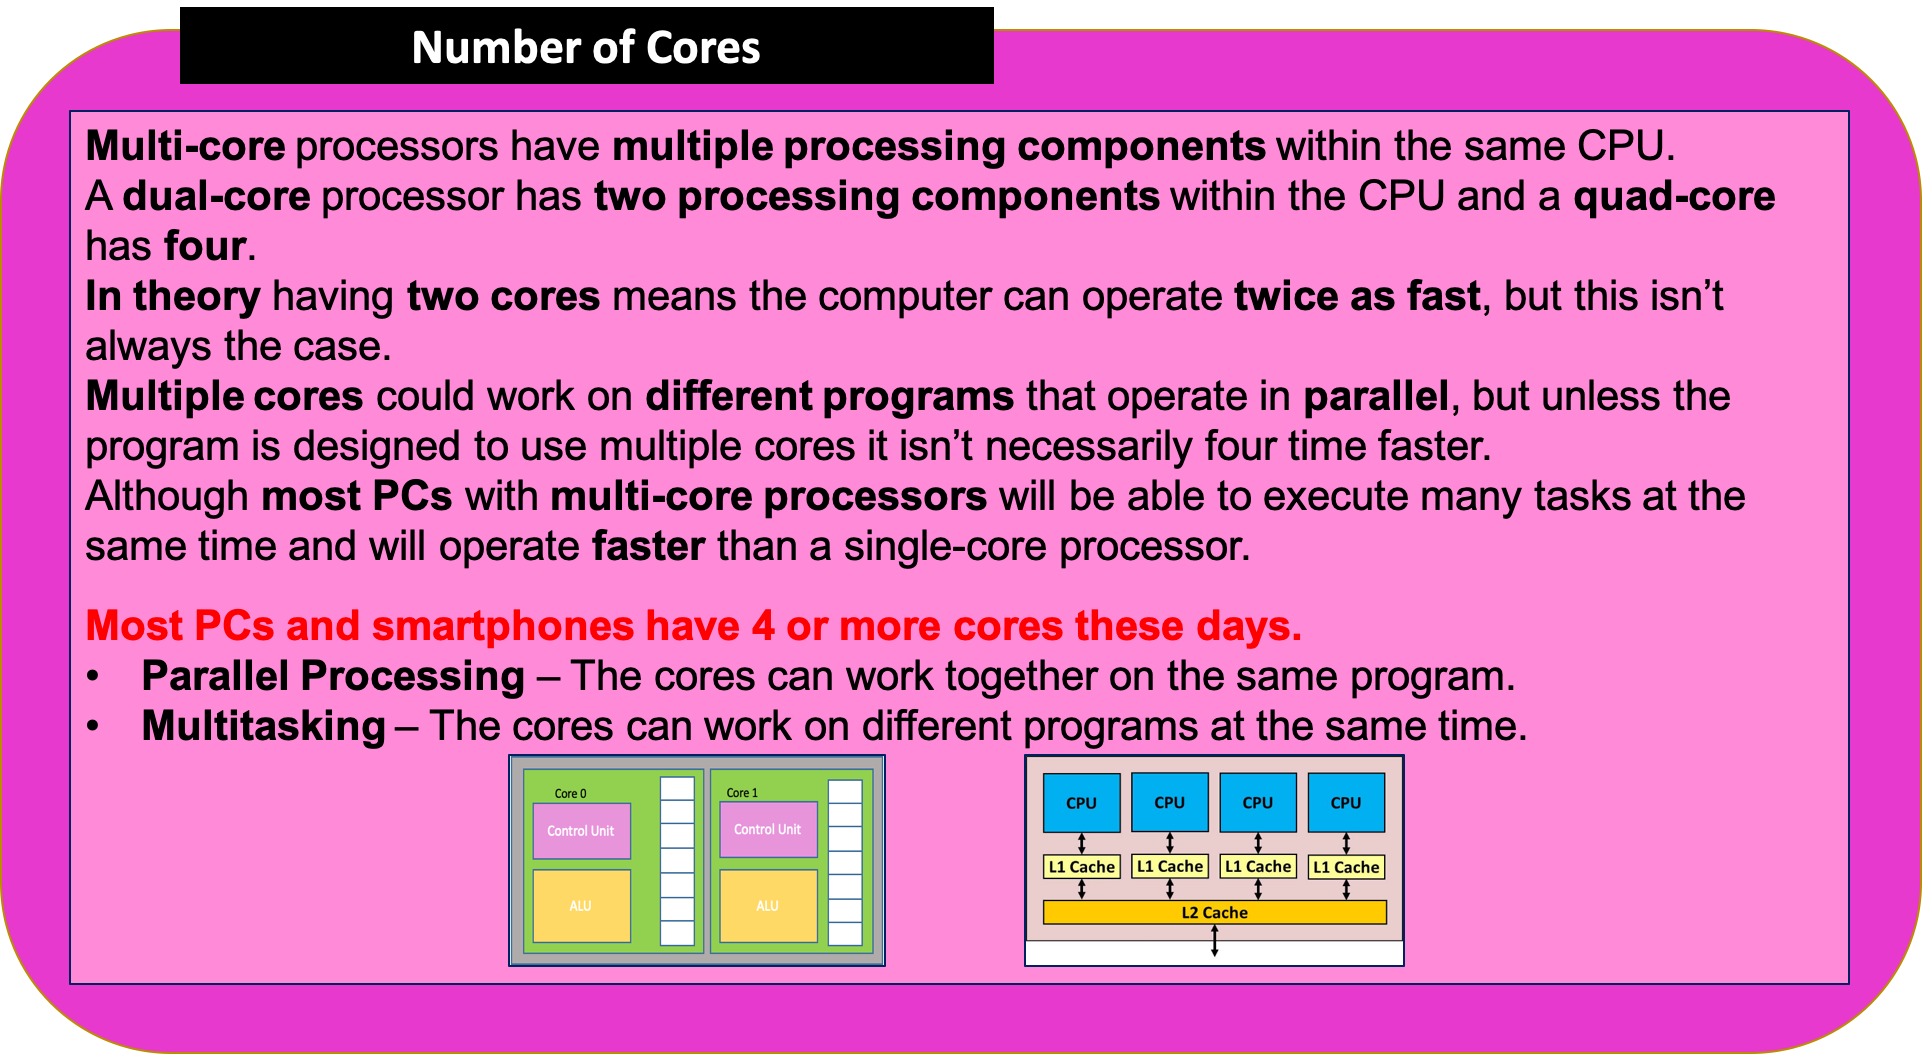 Number of Cores
Multi-core processors have multiple processing components within the same CPU.
A dual-core processor has two processing components within the CPU and a quad-core
has four.
In theory having two cores means the computer can operate twice as fast, but this isn’t
always the case.
Multiple cores could work on different programs that operate in parallel, but unless the
program is designed to use multiple cores it isn’t necessarily four time faster.
Although most PCs with multi-core processors will be able to execute many tasks at the
same time and will operate faster than a single-core processor.
Most PCs and smartphones have 4 or more cores these days.
• Parallel Processing – The cores can work together on the same program.
• Multitasking – The cores can work on different programs at the same time.
Core 0
Control Unit
ALU
Core 1
Control Unit
ALU
CPU CPU CPU CPU
L1 Cache L1 Cache L1 Cache L1 Cache
L2 Cache